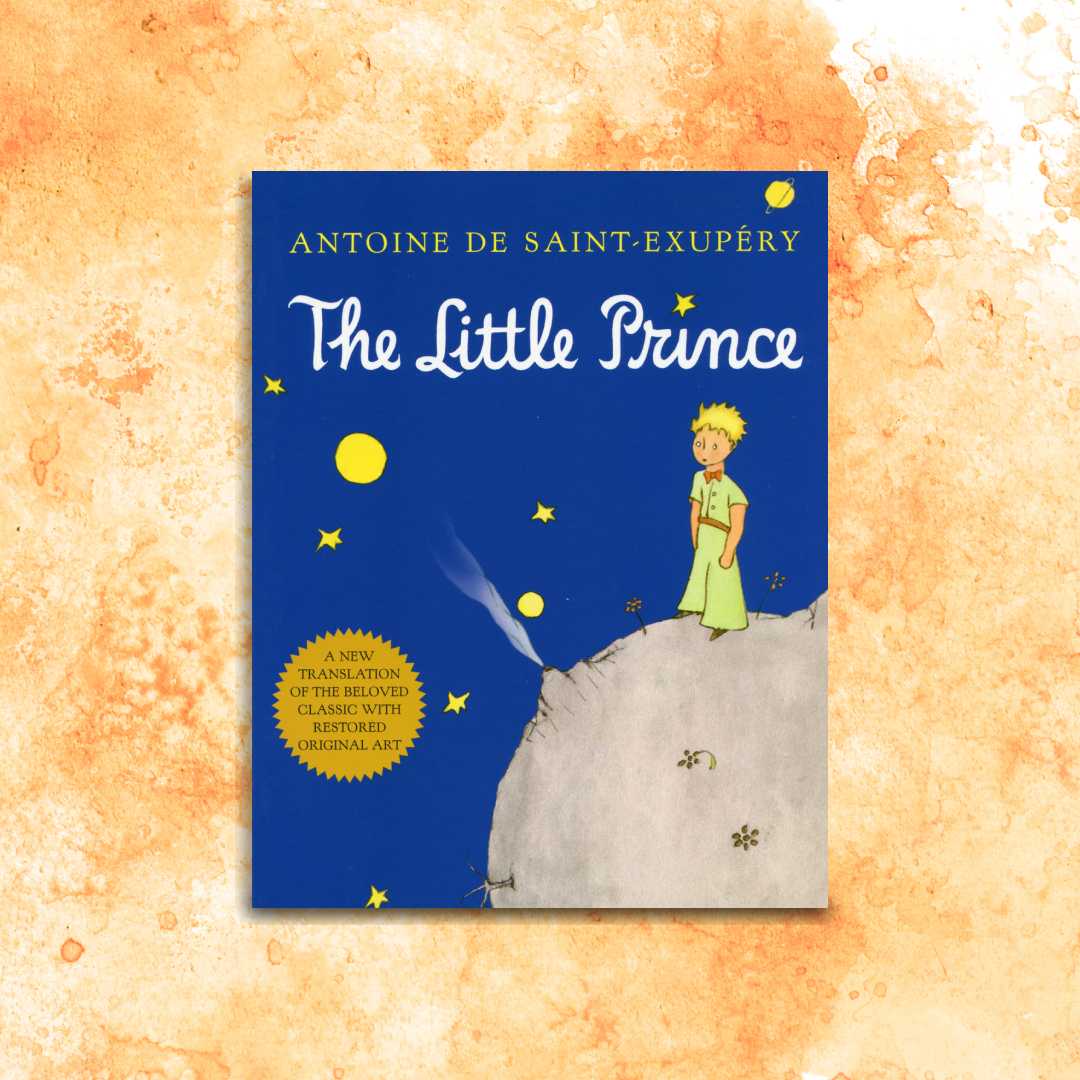 ANTOINE DE SAINT-EXUPÉRY
The Little Prince
A NEW
TRANSLATION
OF THE BELOVED
CLASSIC WITH
RESTORED
ORIGINAL ART